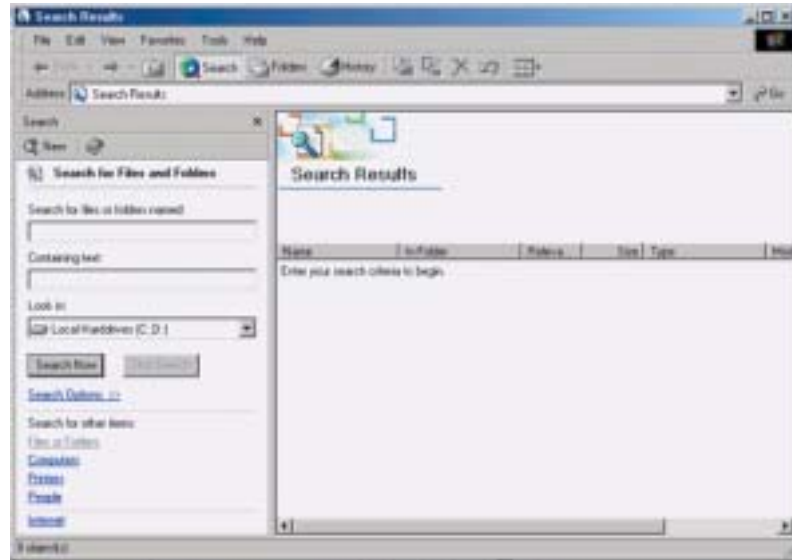 Search Results
File Edit View Favorites Tools Help
Search Folders History
Address Search Results Go
Search
New
Search for Files and Folders
Search for files or folders named:
Containing text:
Look in:
Local Harddrives (C:D:)
Search Now
Search Options >>
Search for other items:
Files or Folders
Computers
Printers
People
Internet
Search Results
Name In Folder Releva Size Type
Enter your search criteria to begin.
0 object(s)